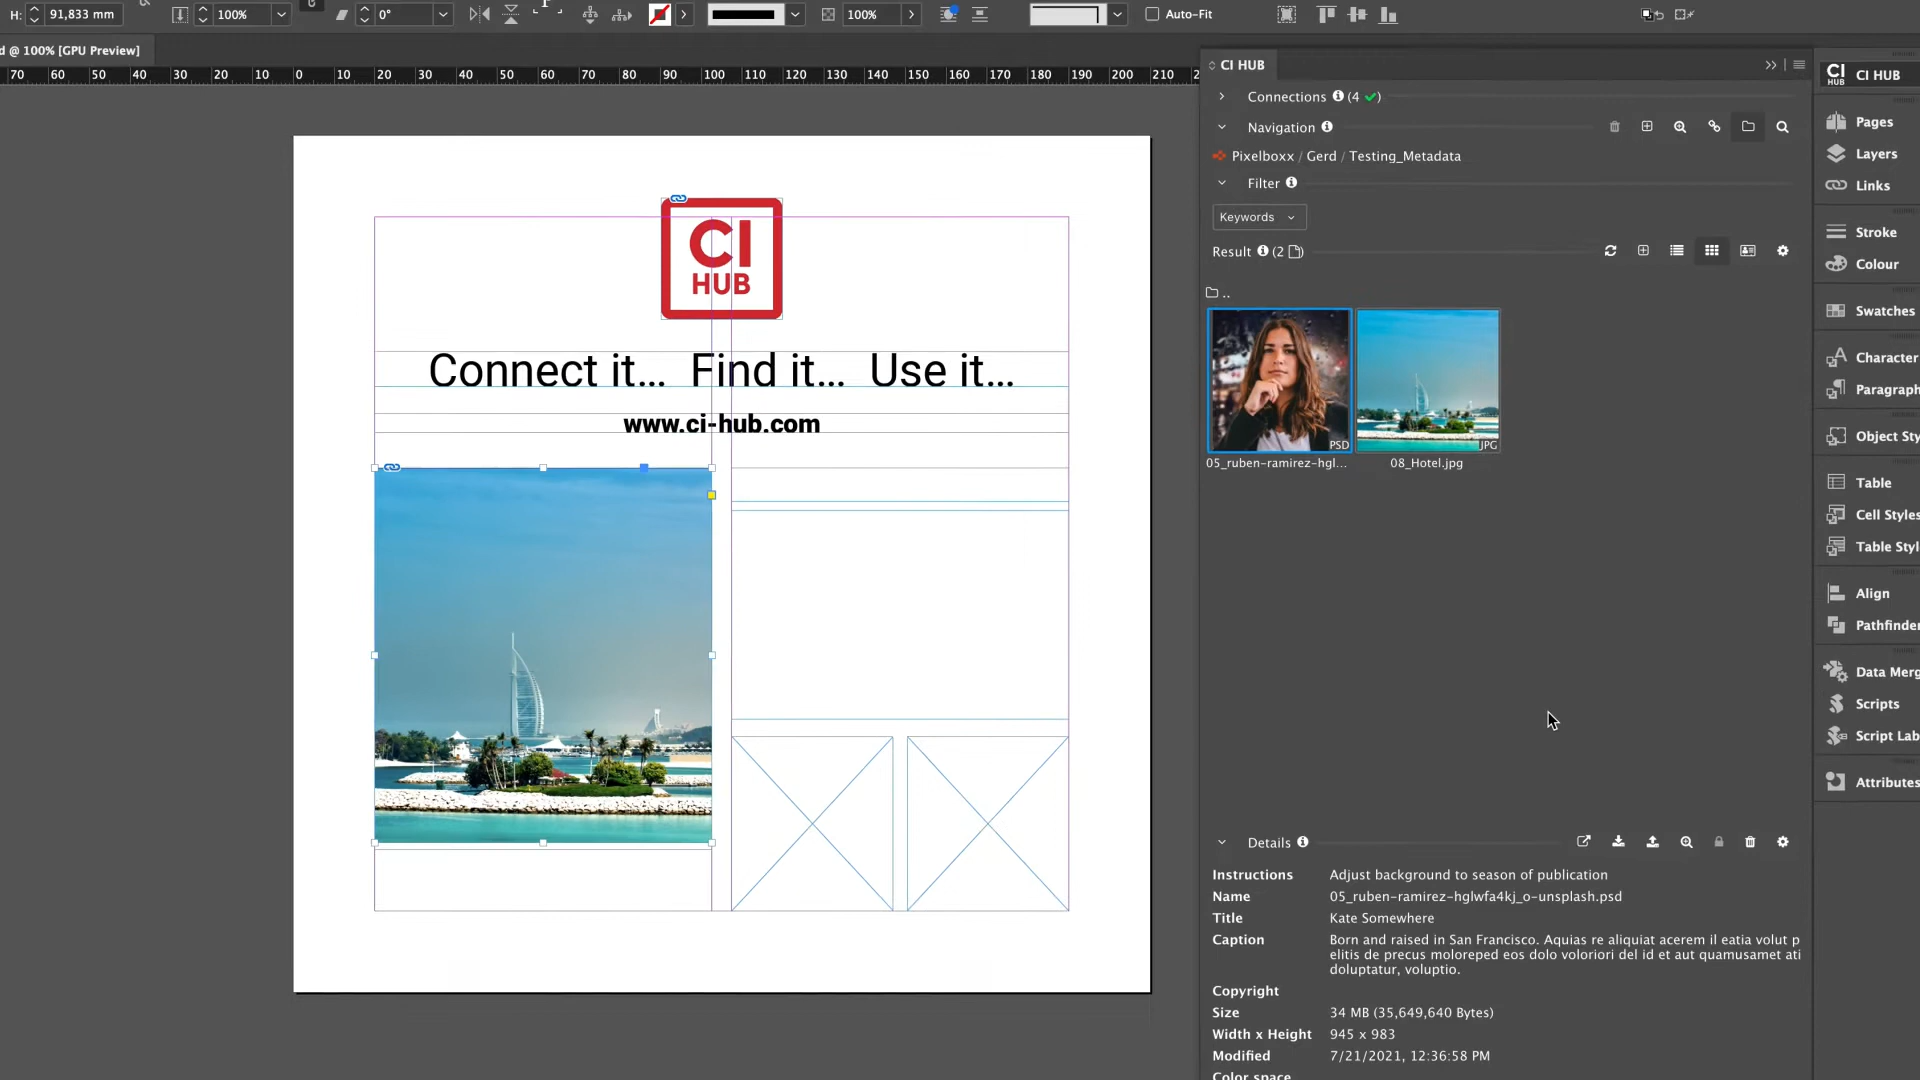 H: 91,833 mm 100% 0° 100% Auto-Fit
d @ 100% [GPU Preview]
70 60 50 40 30 20 10 0 10 20 30 40 50 60 70 80 90 100 110 120 130 140 150 160 170 180 190 200 210 2
CI HUB
Connections (4 ✓)
Navigation
Pixelboxx / Gerd / Testing_Metadata
Filter
Keywords
Result (2)
..
PSD
JPG
05_ruben-ramirez-hgl...
08_Hotel.jpg
Details
Instructions Adjust background to season of publication
Name 05_ruben-ramirez-hglwfa4kj_o-unsplash.psd
Title Kate Somewhere
Caption Born and raised in San Francisco. Aquias re aliquiat acerem il eatia volut p
elitis de precus moloreped eos dolo voloriori del id et aut quamusamet ati
doluptatur, voluptio.
Copyright
Size 34 MB (35,649,640 Bytes)
Width x Height 945 x 983
Modified 7/21/2021, 12:36:58 PM
Color space
CI
HUB
Connect it... Find it... Use it...
www.ci-hub.com
CI
HUB
CI HUB
Pages
Layers
Links
Stroke
Colour
Swatches
Character
Paragraph
Object Sty
Table
Cell Styles
Table Styl
Align
Pathfinder
Data Merg
Scripts
Script Lab
Attributes